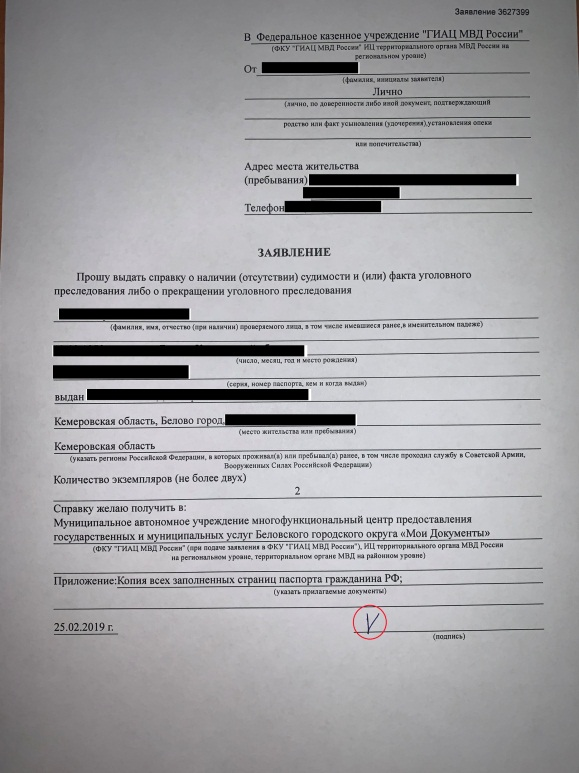 Заявление 3627399
В Федеральное казенное учреждение "ГИАЦ МВД России"
(ФКУ "ГИАЦ МВД России" ИЦ территориального органа МВД России на
региональном уровне)
От
(фамилия, инициалы заявителя)
Лично
(лично, по доверенности либо иной документ, подтверждающий
родство или факт усыновления (удочерения),установления опеки
или попечительства)
Адрес места жительства
(пребывания)
Телефон
ЗАЯВЛЕНИЕ
Прошу выдать справку о наличии (отсутствии) судимости и (или) факта уголовного
преследования либо о прекращении уголовного преследования
(фамилия, имя, отчество (при наличии) проверяемого лица, в том числе имевшиеся ранее,в именительном падеже)
(число, месяц, год и место рождения)
(серия, номер паспорта, кем и когда выдан)
выдан
Кемеровская область, Белово город,
(место жительства или пребывания)
Кемеровская область
(указать регионы Российской Федерации, в которых проживал(а) или пребывал(а) ранее, в том числе проходил службу в Советской Армии,
Вооруженных Силах Российской Федерации)
Количество экземпляров (не более двух)
2
Справку желаю получить в:
Муниципальное автономное учреждение многофункциональный центр предоставления
государственных и муниципальных услуг Беловского городского округа «Мои Документы»
(ФКУ "ГИАЦ МВД России" (при подаче заявления в ФКУ "ГИАЦ МВД России"), ИЦ территориального органа МВД России
на региональном уровне, территориальном органе МВД на районном уровне)
Приложение:Копия всех заполненных страниц паспорта гражданина РФ;
(указать прилагаемые документы)
25.02.2019 г.
V
(подпись)